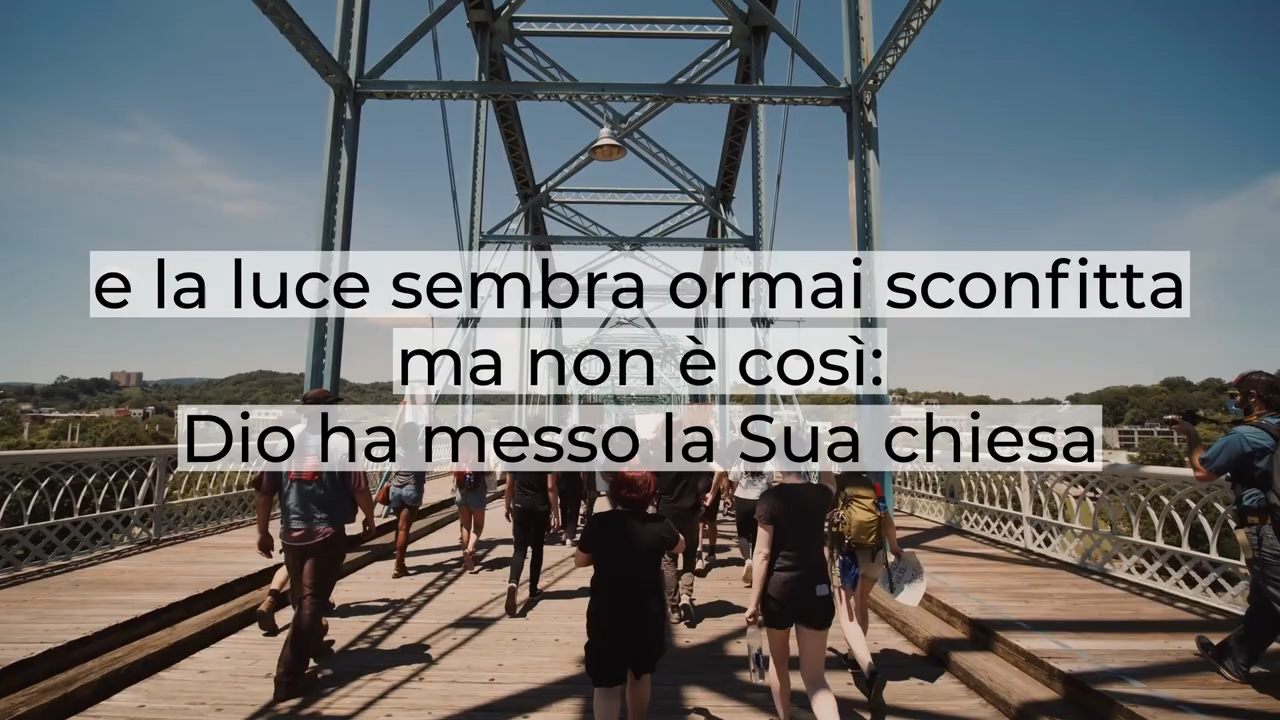 e la luce sembra ormai sconfitta
ma non è così:
Dio ha messo la Sua chiesa